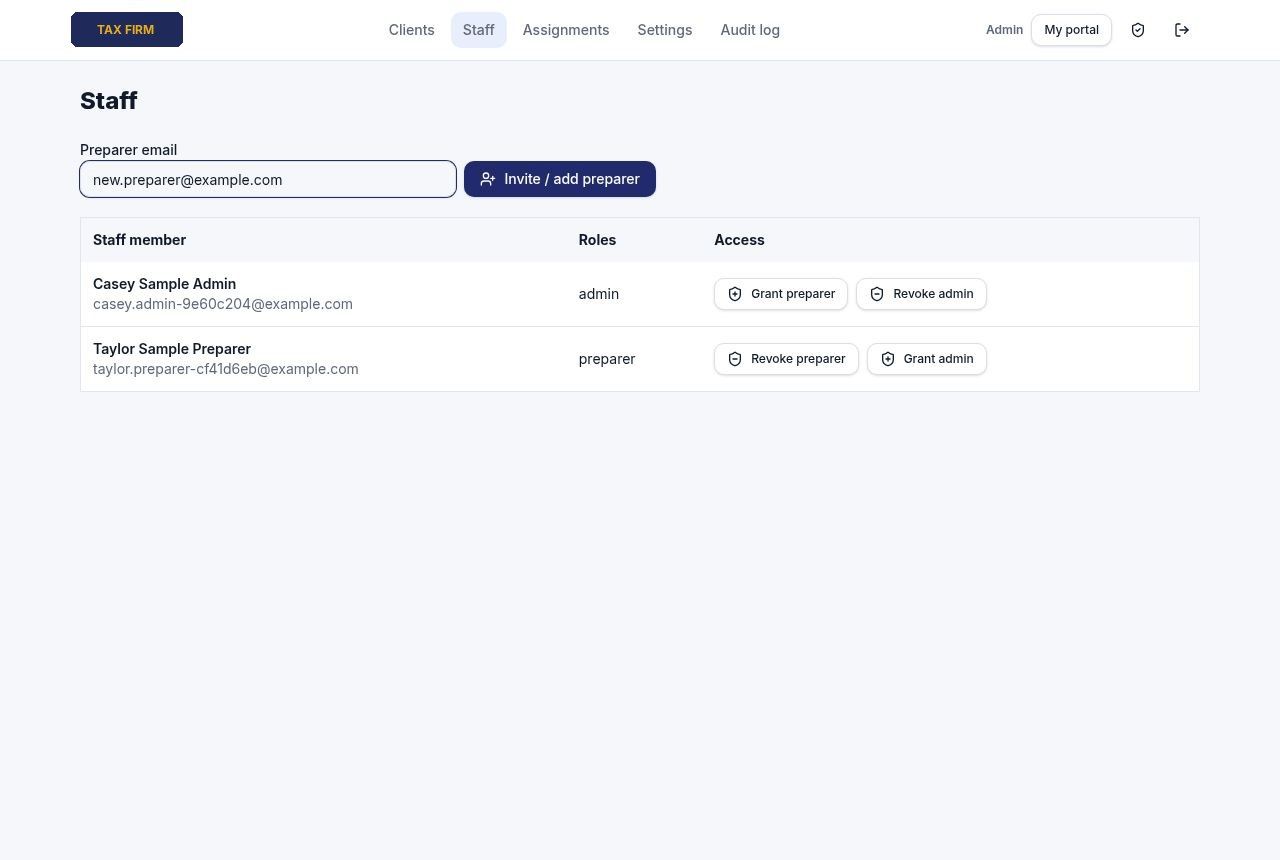 TAX FIRM
Clients
Staff
Assignments
Settings
Audit log
Admin
My portal
Staff
Preparer email
new.preparer@example.com
Invite / add preparer
Staff member Roles Access
Casey Sample Admin
casey.admin-9e60c204@example.com
admin
Grant preparer
Revoke admin
Taylor Sample Preparer
taylor.preparer-cf41d6eb@example.com
preparer
Revoke preparer
Grant admin